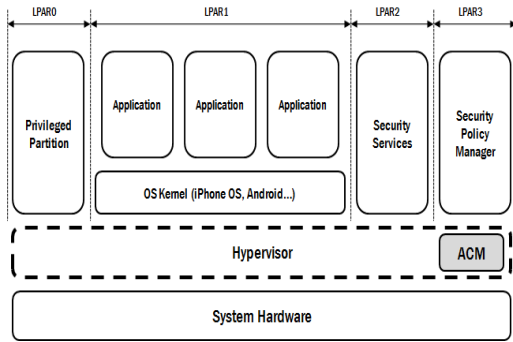 LPAR0 LPAR1 LPAR2 LPAR3
Privileged
Partition
Application
Application
Application
OS Kernel (iPhone OS, Android...)
Security
Services
Security
Policy
Manager
Hypervisor
ACM
System Hardware